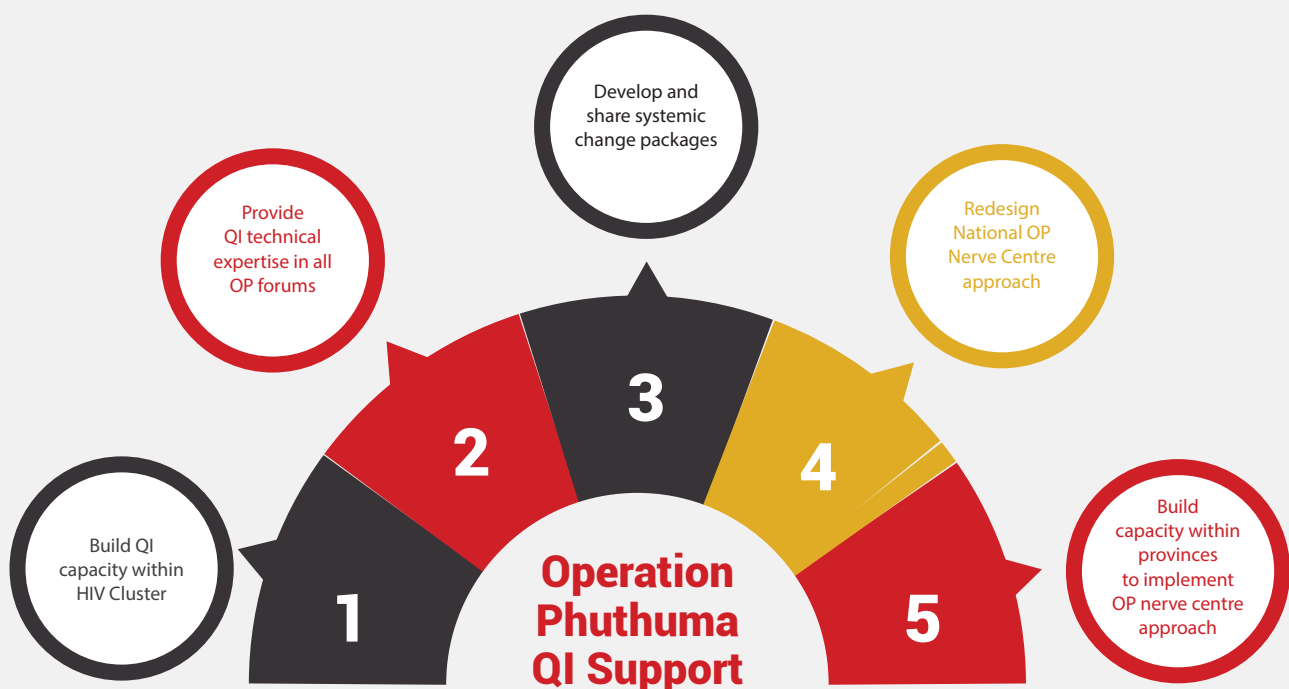 Build QI
capacity within
HIV Cluster
1
Provide
QI technical
expertise in all
OP forums
2
Develop and
share systemic
change packages
3
Redesign
National OP
Nerve Centre
approach
4
Build
capacity within
provinces
to implement
OP nerve centre
approach
5
Operation
Phuthuma
QI Support